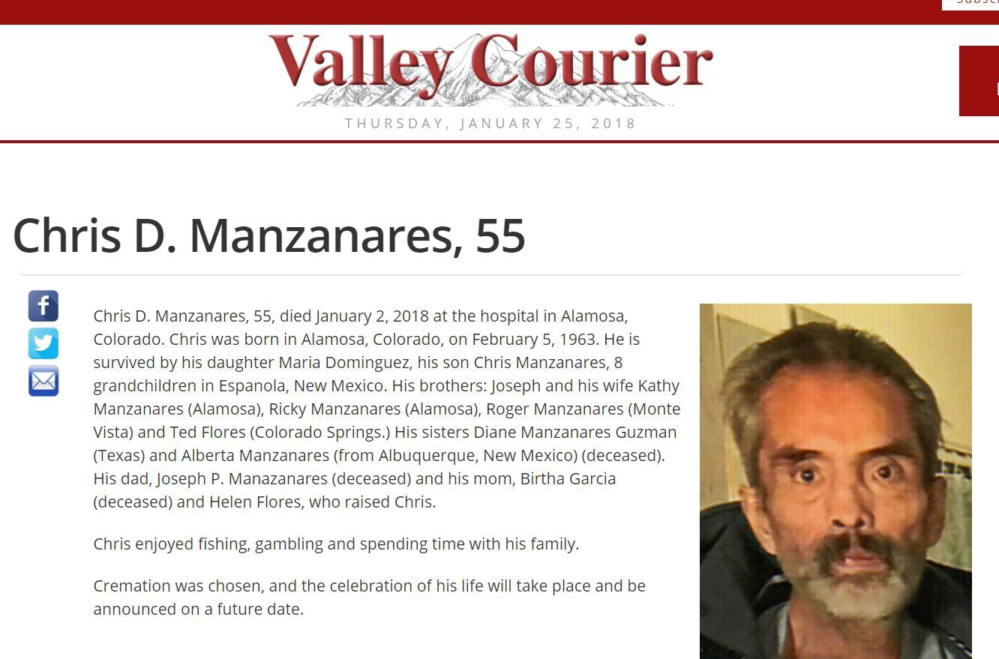 Valley Courier
THURSDAY, JANUARY 25, 2018
Chris D. Manzanares, 55
Chris D. Manzanares, 55, died January 2, 2018 at the hospital in Alamosa,
Colorado. Chris was born in Alamosa, Colorado, on February 5, 1963. He is
survived by his daughter Maria Dominguez, his son Chris Manzanares, 8
grandchildren in Espanola, New Mexico. His brothers: Joseph and his wife Kathy
Manzanares (Alamosa), Ricky Manzanares (Alamosa), Roger Manzanares (Monte
Vista) and Ted Flores (Colorado Springs.) His sisters Diane Manzanares Guzman
(Texas) and Alberta Manzanares (from Albuquerque, New Mexico) (deceased).
His dad, Joseph P. Manazanares (deceased) and his mom, Birtha Garcia
(deceased) and Helen Flores, who raised Chris.
Chris enjoyed fishing, gambling and spending time with his family.
Cremation was chosen, and the celebration of his life will take place and be
announced on a future date.